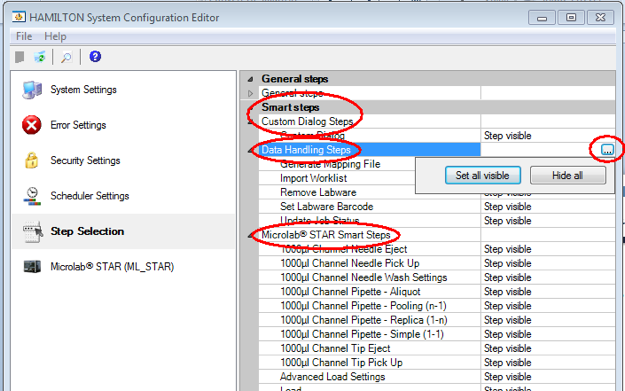 HAMILTON System Configuration Editor
File Help
System Settings
Error Settings
Security Settings
Scheduler Settings
Step Selection
Microlab® STAR (ML_STAR)
General steps
General steps
Smart steps
Custom Dialog Steps
Custom Dialog Step visible
Data Handling Steps ...
Generate Mapping File
Import Worklist
Set all visible Hide all
Remove Labware
Set Labware Barcode Step visible
Update Job Status Step visible
Microlab® STAR Smart Steps
1000µl Channel Needle Eject Step visible
1000µl Channel Needle Pick Up Step visible
1000µl Channel Needle Wash Settings Step visible
1000µl Channel Pipette - Aliquot Step visible
1000µl Channel Pipette - Pooling (n-1) Step visible
1000µl Channel Pipette - Replica (1-n) Step visible
1000µl Channel Pipette - Simple (1-1) Step visible
1000µl Channel Tip Eject Step visible
1000µl Channel Tip Pick Up Step visible
Advanced Load Settings Step visible
Load Step visible